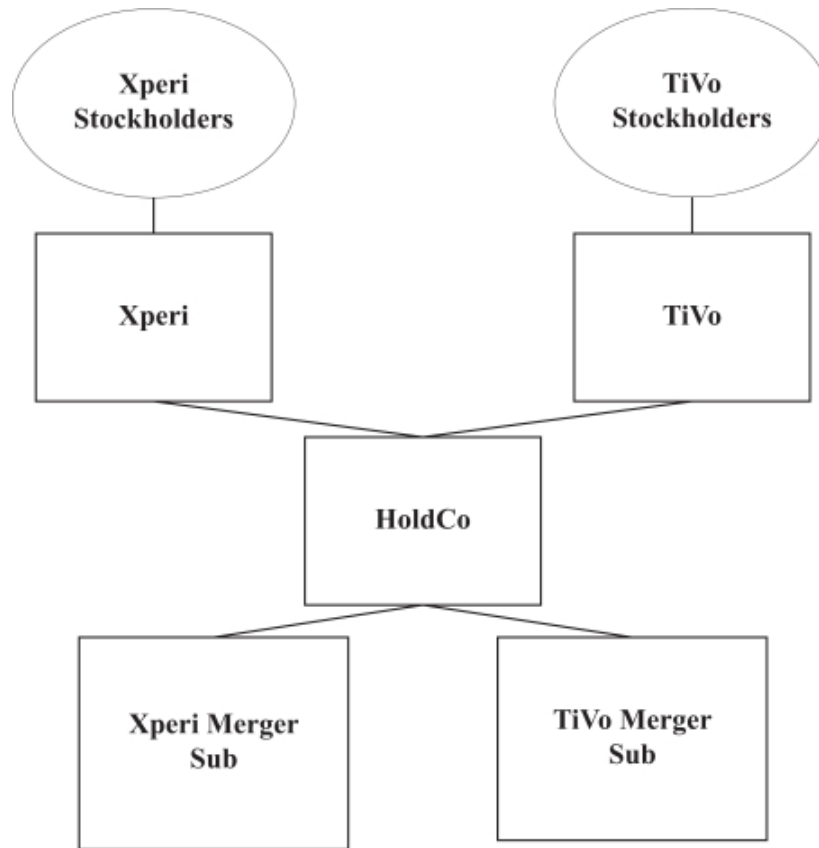 Xperi
Stockholders
TiVo
Stockholders
Xperi
TiVo
HoldCo
Xperi Merger
Sub
TiVo Merger
Sub